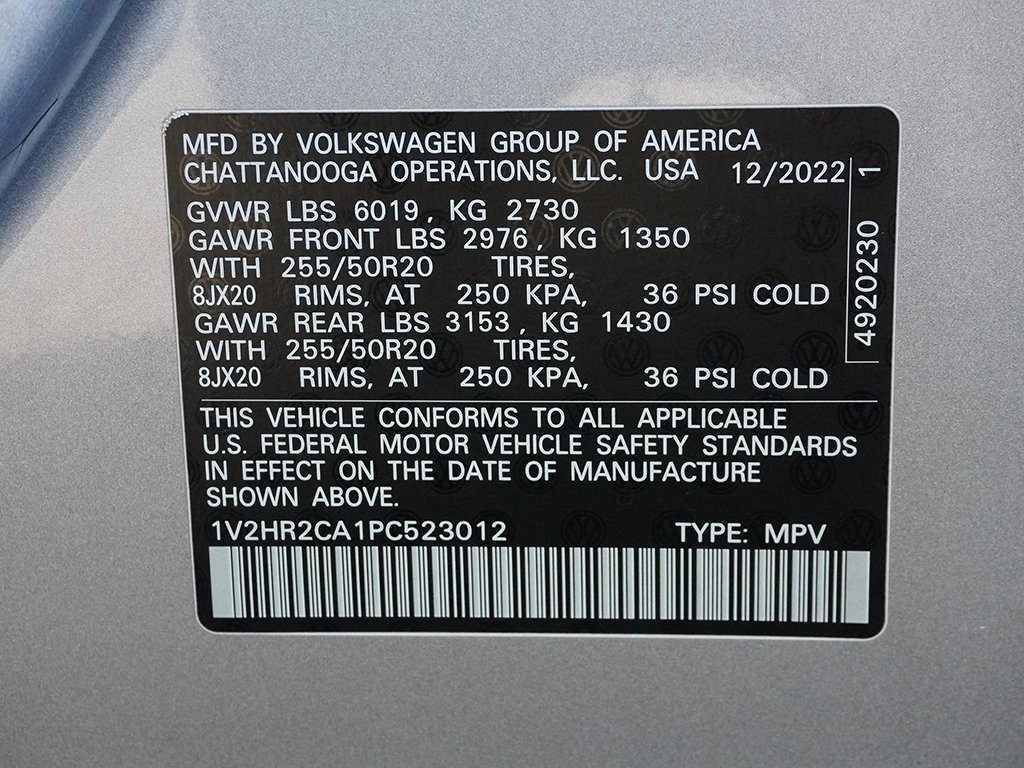 MFD BY VOLKSWAGEN GROUP OF AMERICA
CHATTANOOGA OPERATIONS, LLC. USA 12/2022
GVWR LBS 6019, KG 2730
GAWR FRONT LBS 2976, KG 1350
WITH 255/50R20 TIRES,
8JX20 RIMS, AT 250 KPA, 36 PSI COLD
GAWR REAR LBS 3153, KG 1430
WITH 255/50R20 TIRES,
8JX20 RIMS, AT 250 KPA, 36 PSI COLD
4920230 1
THIS VEHICLE CONFORMS TO ALL APPLICABLE
U.S. FEDERAL MOTOR VEHICLE SAFETY STANDARDS
IN EFFECT ON THE DATE OF MANUFACTURE
SHOWN ABOVE.
1V2HR2CA1PC523012 TYPE: MPV